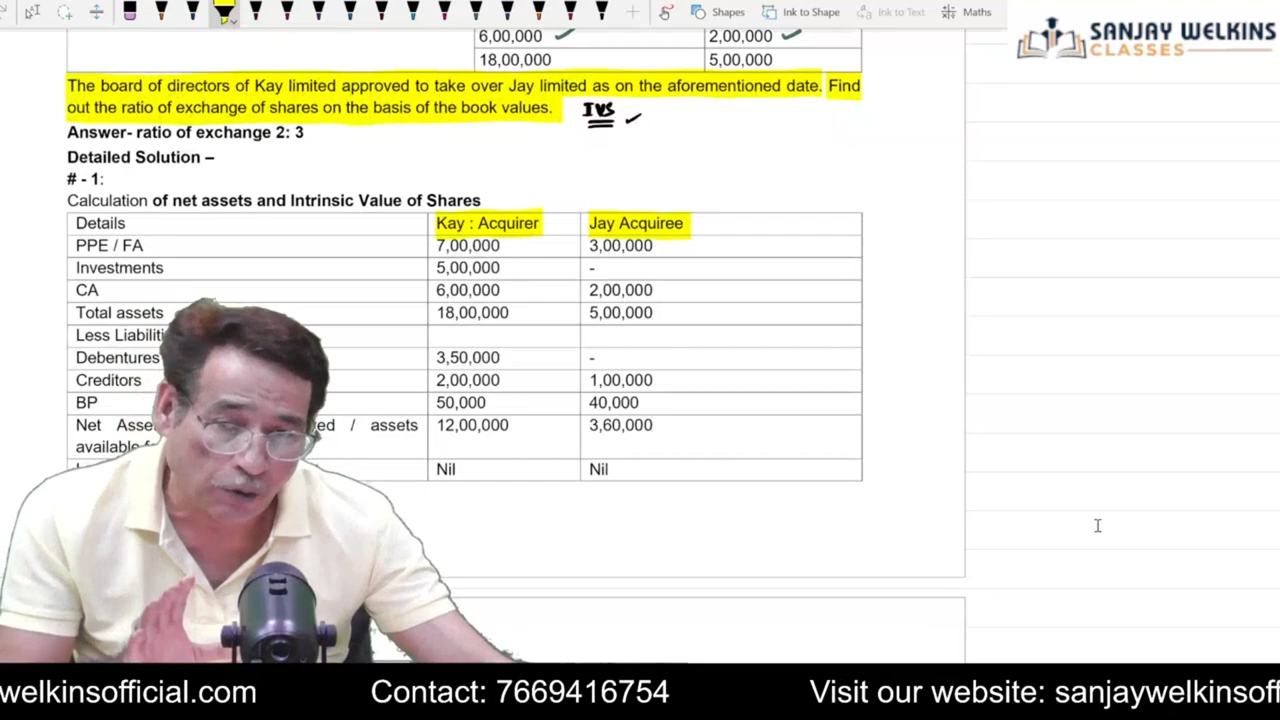 Shapes
Ink to Shape
Ink to Text
Maths
SANJAY WELKINS
CLASSES
6,00,000 2,00,000
18,00,000 5,00,000
The board of directors of Kay limited approved to take over Jay limited as on the aforementioned date. Find
out the ratio of exchange of shares on the basis of the book values. IVS
Answer- ratio of exchange 2: 3
Detailed Solution –
# - 1:
Calculation of net assets and Intrinsic Value of Shares
Details Kay : Acquirer Jay Acquiree
PPE / FA 7,00,000 3,00,000
Investments 5,00,000 -
CA 6,00,000 2,00,000
Total assets 18,00,000 5,00,000
Less
Debentures 3,50,000 -
Creditors 2,00,000 1,00,000
BP 50,000 40,000
Net / assets 12,00,000 3,60,000
Nil Nil
welkinsofficial.com Contact: 7669416754 Visit our website: sanjaywelkinsoff